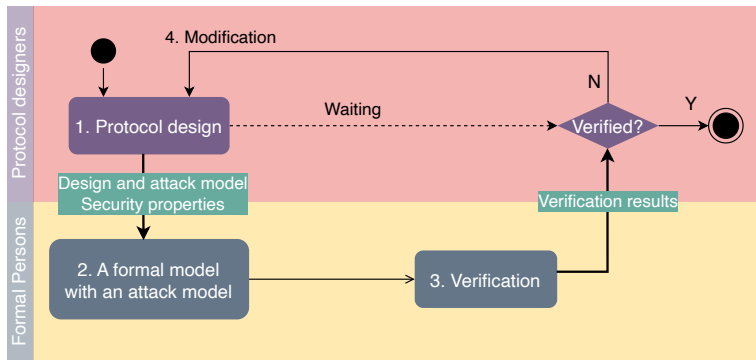 Protocol designers
4. Modification
N
Y
Waiting
1. Protocol design
Verified?
Design and attack model
Security properties
Verification results
Formal Persons
2. A formal model
with an attack model
3. Verification